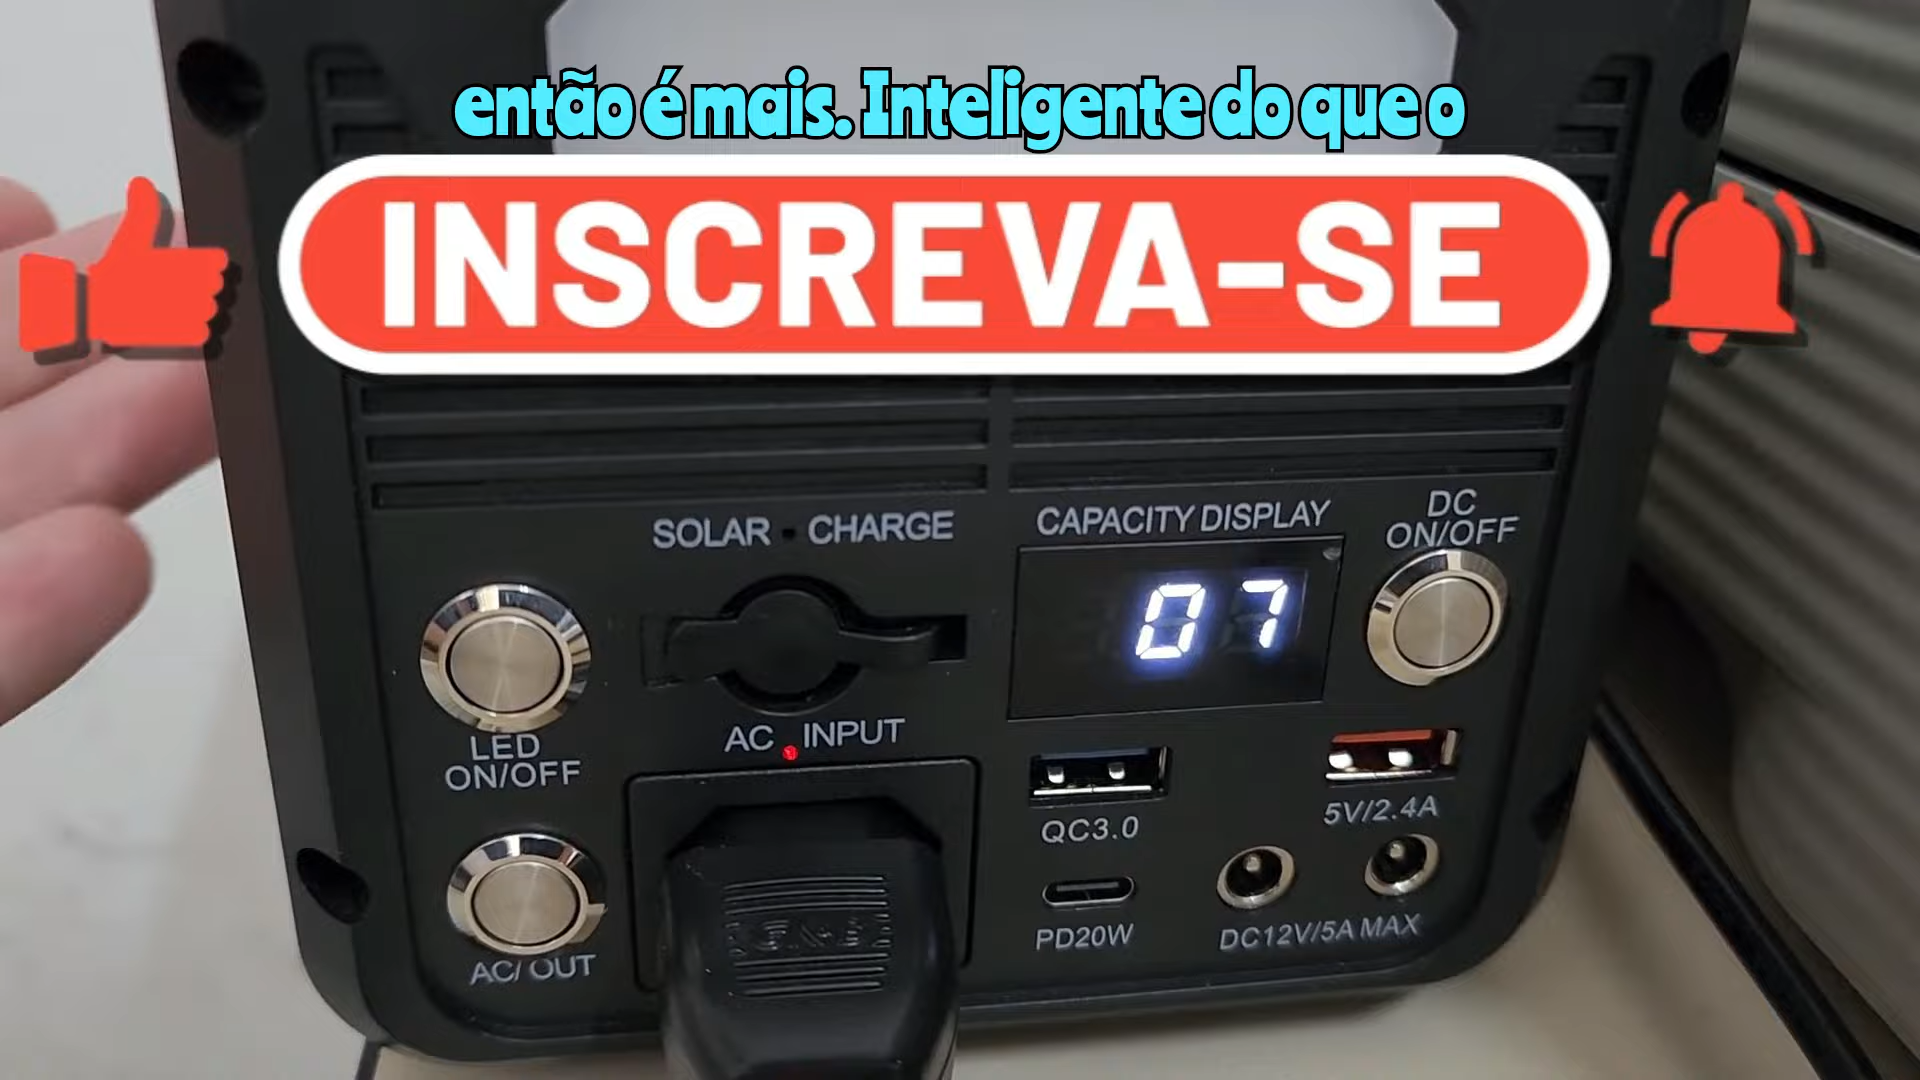 então é mais. Inteligente do que o
INSCREVA-SE
SOLAR - CHARGE
CAPACITY DISPLAY
DC
ON/OFF
07
LED
ON/OFF
AC INPUT
QC3.0
5V/2.4A
AC/ OUT
PD20W
DC12V/5A MAX